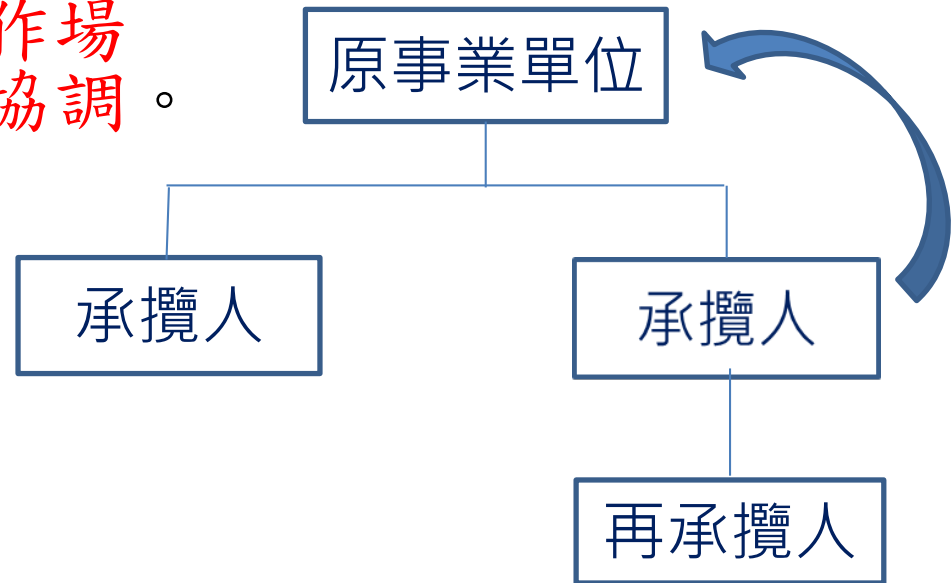 作場
協調。
原事業單位
承攬人
承攬人
再承攬人